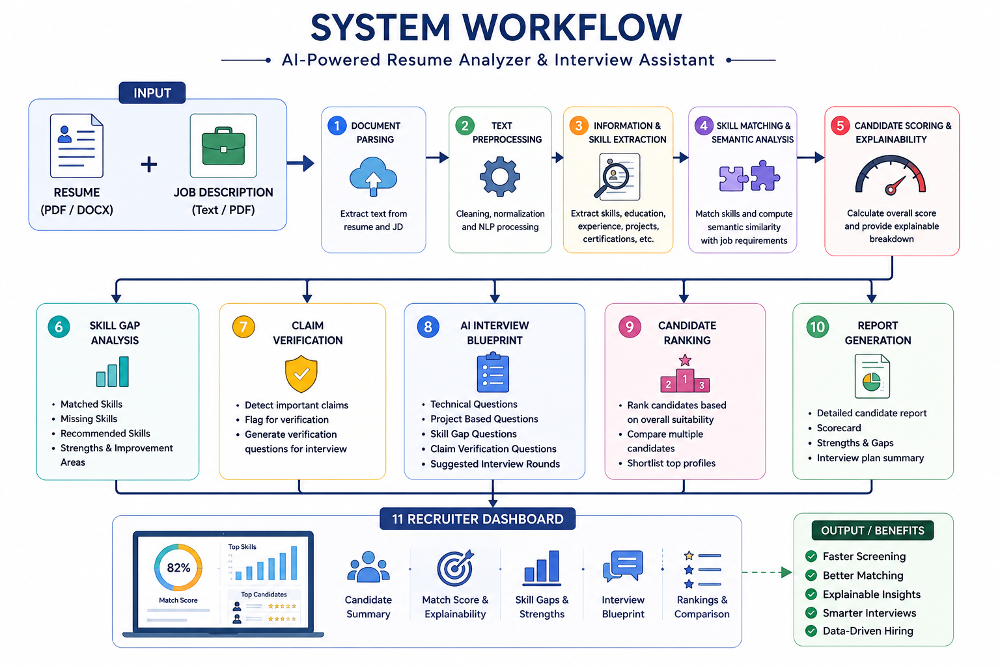 SYSTEM WORKFLOW
AI-Powered Resume Analyzer & Interview Assistant
INPUT
RESUME
(PDF / DOCX)
+
JOB DESCRIPTION
(Text / PDF)
1 DOCUMENT
PARSING
Extract text from
resume and JD
2 TEXT
PREPROCESSING
Cleaning, normalization
and NLP processing
3 INFORMATION &
SKILL EXTRACTION
Extract skills, education,
experience, projects,
certifications, etc.
4 SKILL MATCHING &
SEMANTIC ANALYSIS
Match skills and compute
semantic similarity
with job requirements
5 CANDIDATE SCORING &
EXPLAINABILITY
Calculate overall score
and provide explainable
breakdown
6 SKILL GAP
ANALYSIS
• Matched Skills
• Missing Skills
• Recommended Skills
• Strengths & Improvement
Areas
7 CLAIM
VERIFICATION
• Detect important claims
• Flag for verification
• Generate verification
questions for interview
8 AI INTERVIEW
BLUEPRINT
• Technical Questions
• Project Based Questions
• Skill Gap Questions
• Claim Verification Questions
• Suggested Interview Rounds
9 CANDIDATE
RANKING
2 1 3
• Rank candidates based
on overall suitability
• Compare multiple
candidates
• Shortlist top profiles
10 REPORT
GENERATION
• Detailed candidate report
• Scorecard
• Strengths & Gaps
• Interview plan summary
11 RECRUITER DASHBOARD
82%
Match Score
Top Skills
Top Candidates
Candidate
Summary
Match Score &
Explainability
Skill Gaps &
Strengths
Interview
Blueprint
Rankings &
Comparison
OUTPUT / BENEFITS
Faster Screening
Better Matching
Explainable Insights
Smarter Interviews
Data-Driven Hiring